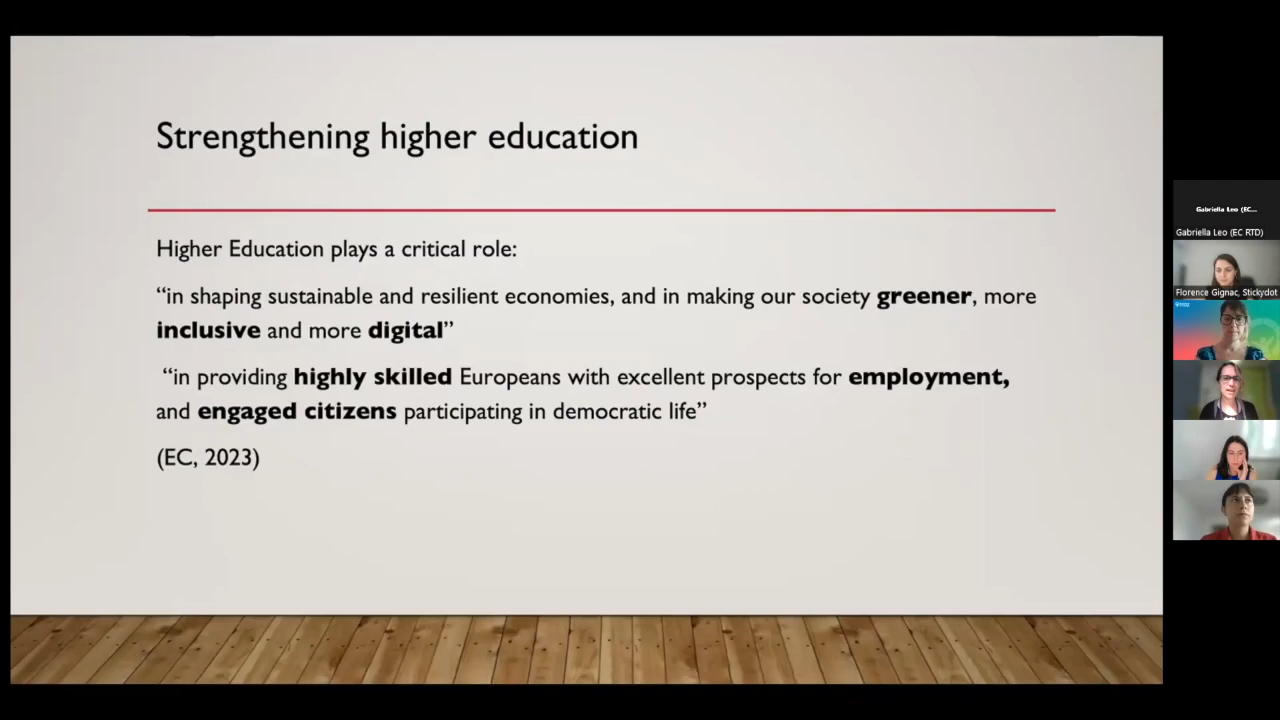 Strengthening higher education
Higher Education plays a critical role:
“in shaping sustainable and resilient economies, and in making our society greener, more
inclusive and more digital”
“in providing highly skilled Europeans with excellent prospects for employment,
and engaged citizens participating in democratic life”
(EC, 2023)
Gabriella Leo (EC...
Gabriella Leo (EC RTD)
Florence Gignac, Stickydot